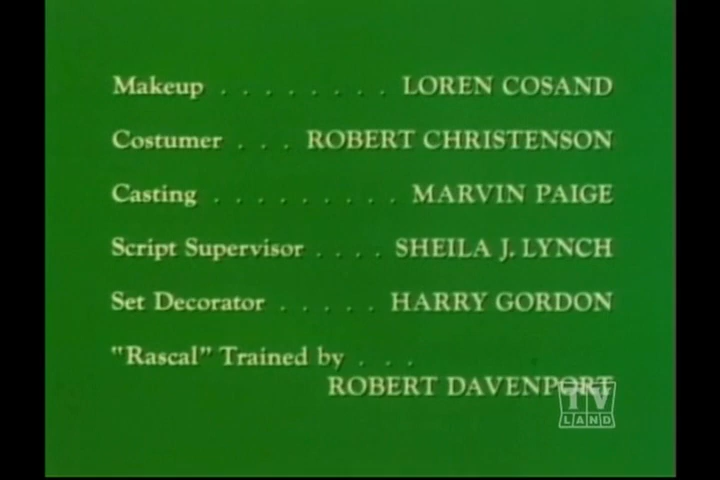 Makeup . . . . . . . . LOREN COSAND
Costumer . . . ROBERT CHRISTENSON
Casting . . . . . . . . . MARVIN PAIGE
Script Supervisor . . . . SHEILA J. LYNCH
Set Decorator . . . . . HARRY GORDON
"Rascal" Trained by . . .
ROBERT DAVENPORT
TV
LAND